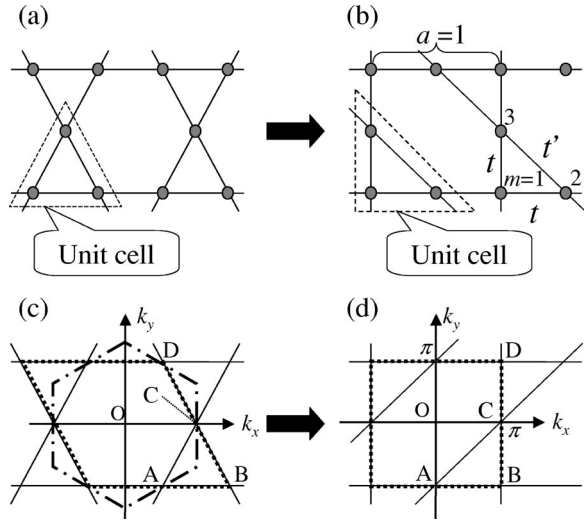 (a)
(b)
a=1
3
t
t’
m=1
2
t
Unit cell
Unit cell
(c)
(d)
k_y
k_y
D
π
D
C
O
k_x
O
C
k_x
π
A
B
A
B